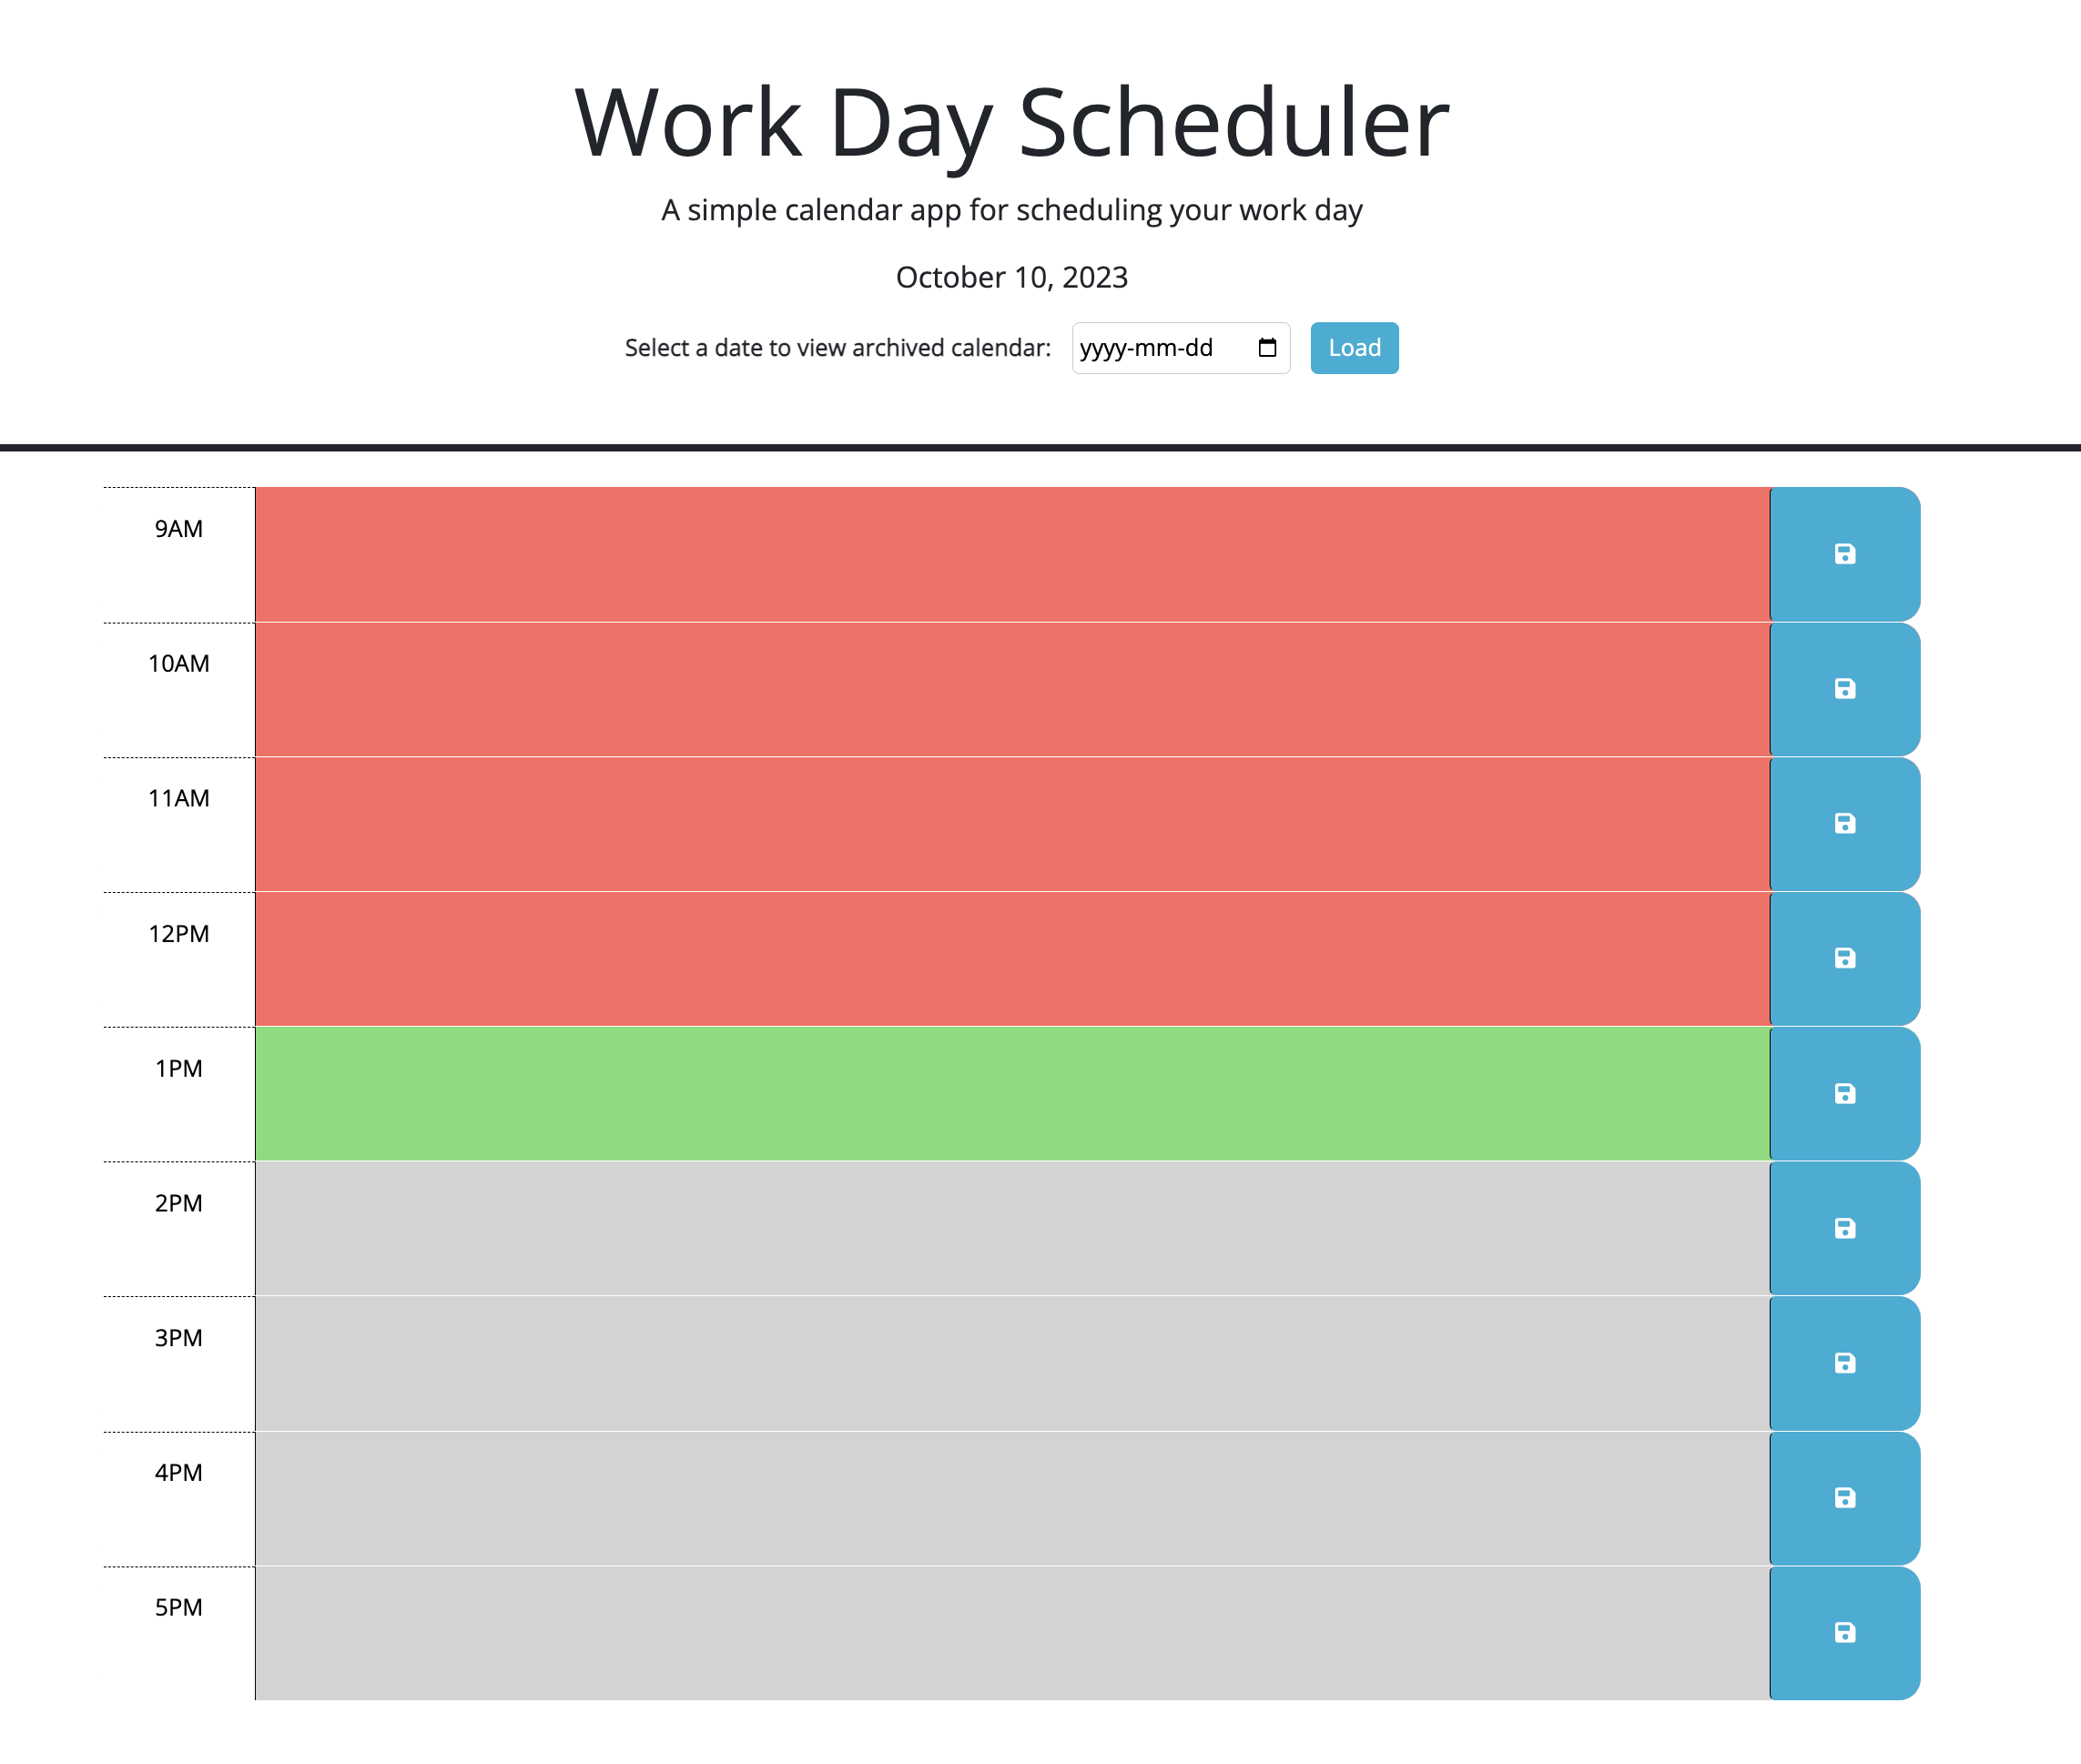 Work Day Scheduler
A simple calendar app for scheduling your work day
October 10, 2023
Select a date to view archived calendar: yyyy-mm-dd Load
9AM
10AM
11AM
12PM
1PM
2PM
3PM
4PM
5PM